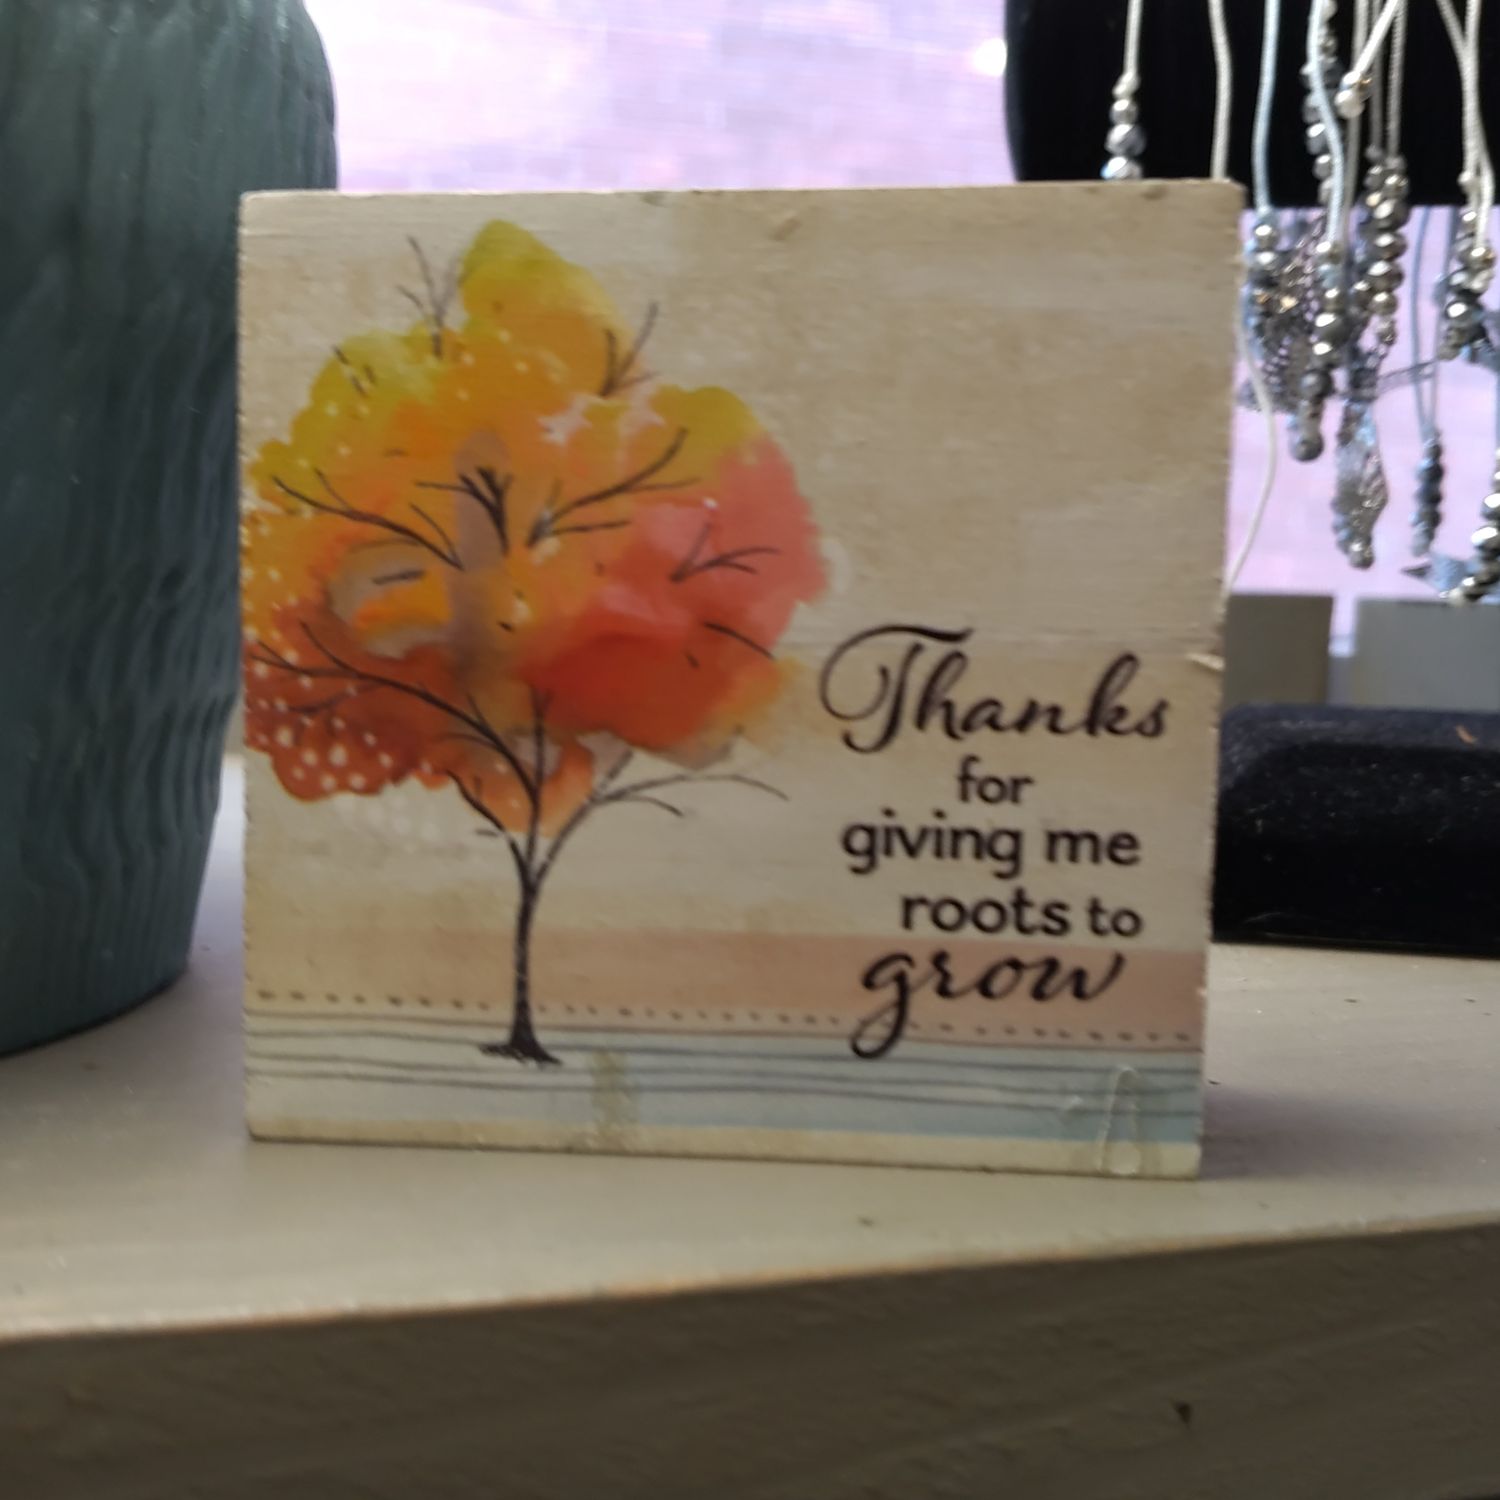 Thanks
for
giving me
roots to
grow